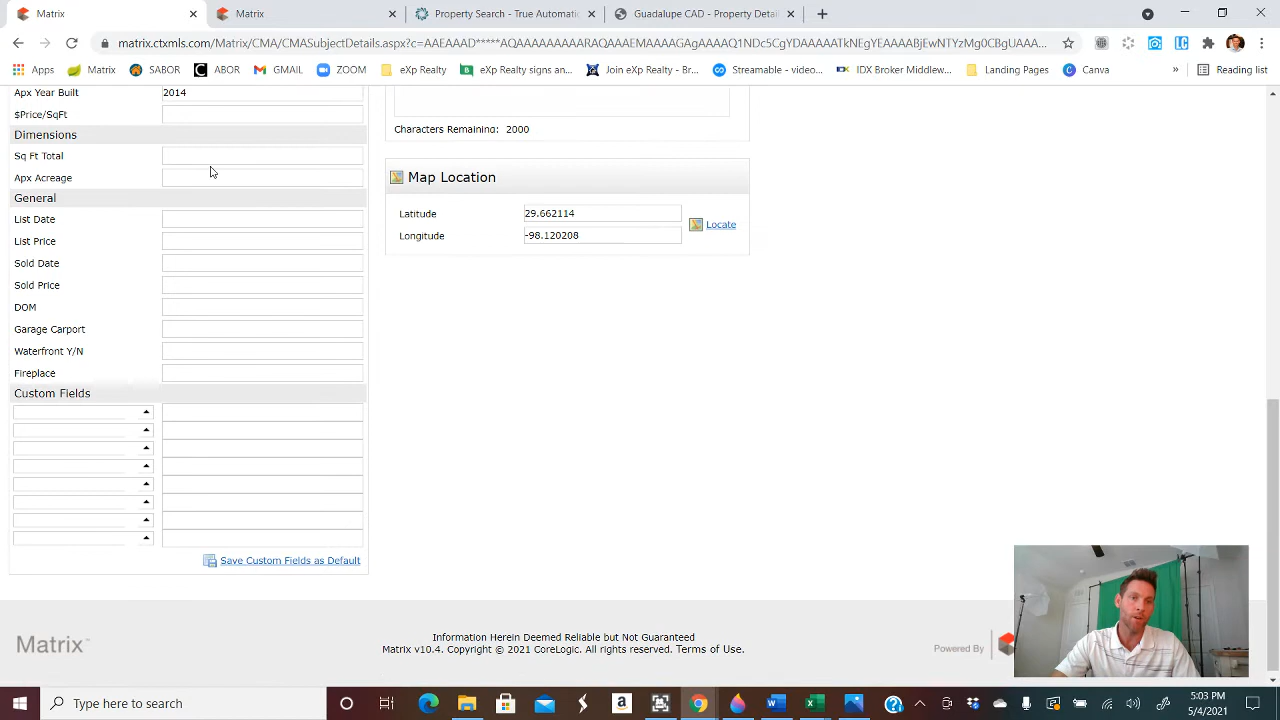 Matrix
Matrix
Property Search - True Automatic
Guadalupe CAD - Property Detai
matrix.ctxmls.com/Matrix/CMA/CMASubjectDetails.aspx?
Apps
Matrix
SABOR
ABOR
GMAIL
ZOOM
eXp Realty
eXp Realty signs an...
Join eXp Realty - Br...
Streamable - video...
IDX Broker Middlew...
Landing Pages
Canva
»
Reading list
Apx Year Built 2014
$Price/SqFt
Dimensions
Sq Ft Total
Apx Acreage
General
List Date
List Price
Sold Date
Sold Price
DOM
Garage Carport
Waterfront Y/N
Fireplace
Custom Fields
Save Custom Fields as Default
Characters Remaining: 2000
Map Location
Latitude 29.662114
Longitude -98.120208
Locate
Matrix™
Information Herein Deemed Reliable but Not Guaranteed
Matrix v10.4. Copyright © 2021 CoreLogic. All rights reserved. Terms of Use.
Powered By
Type here to search
5:03 PM
5/4/2021